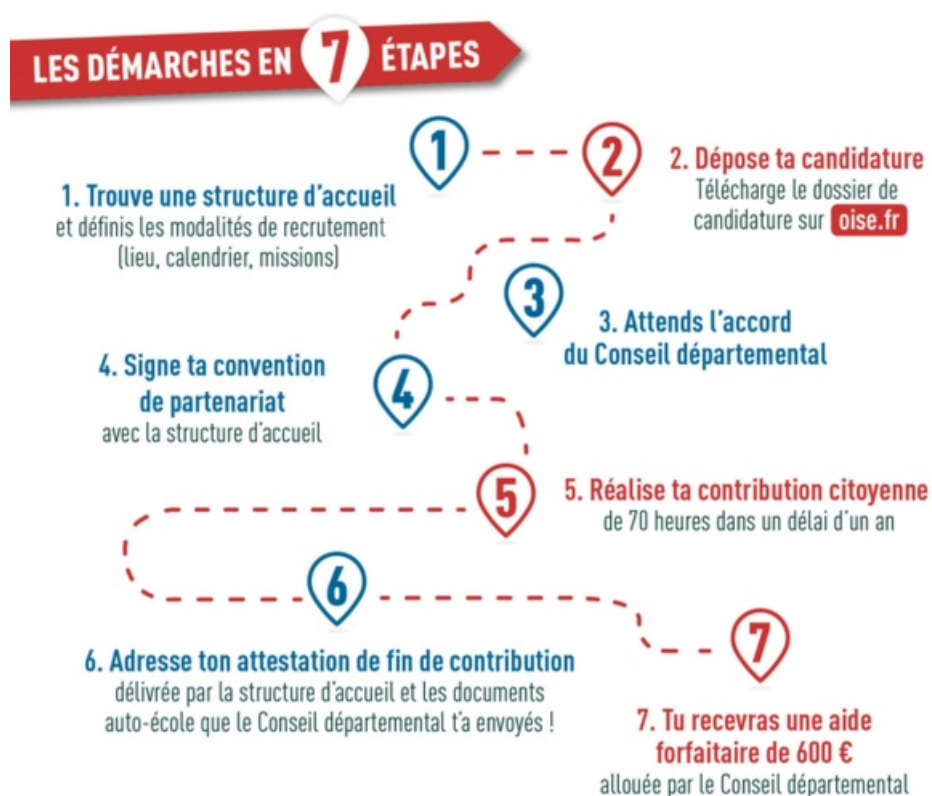 LES DÉMARCHES EN 7 ÉTAPES
1
2
1. Trouve une structure d'accueil
et définis les modalités de recrutement
(lieu, calendrier, missions)
2. Dépose ta candidature
Télécharge le dossier de
candidature sur oise.fr
3
3. Attends l'accord
du Conseil départemental
4. Signe ta convention
de partenariat
avec la structure d'accueil
4
5
5. Réalise ta contribution citoyenne
de 70 heures dans un délai d'un an
6
6. Adresse ton attestation de fin de contribution
délivrée par la structure d'accueil et les documents
auto-école que le Conseil départemental t'a envoyés !
7
7. Tu recevras une aide
forfaitaire de 600 €
allouée par le Conseil départemental